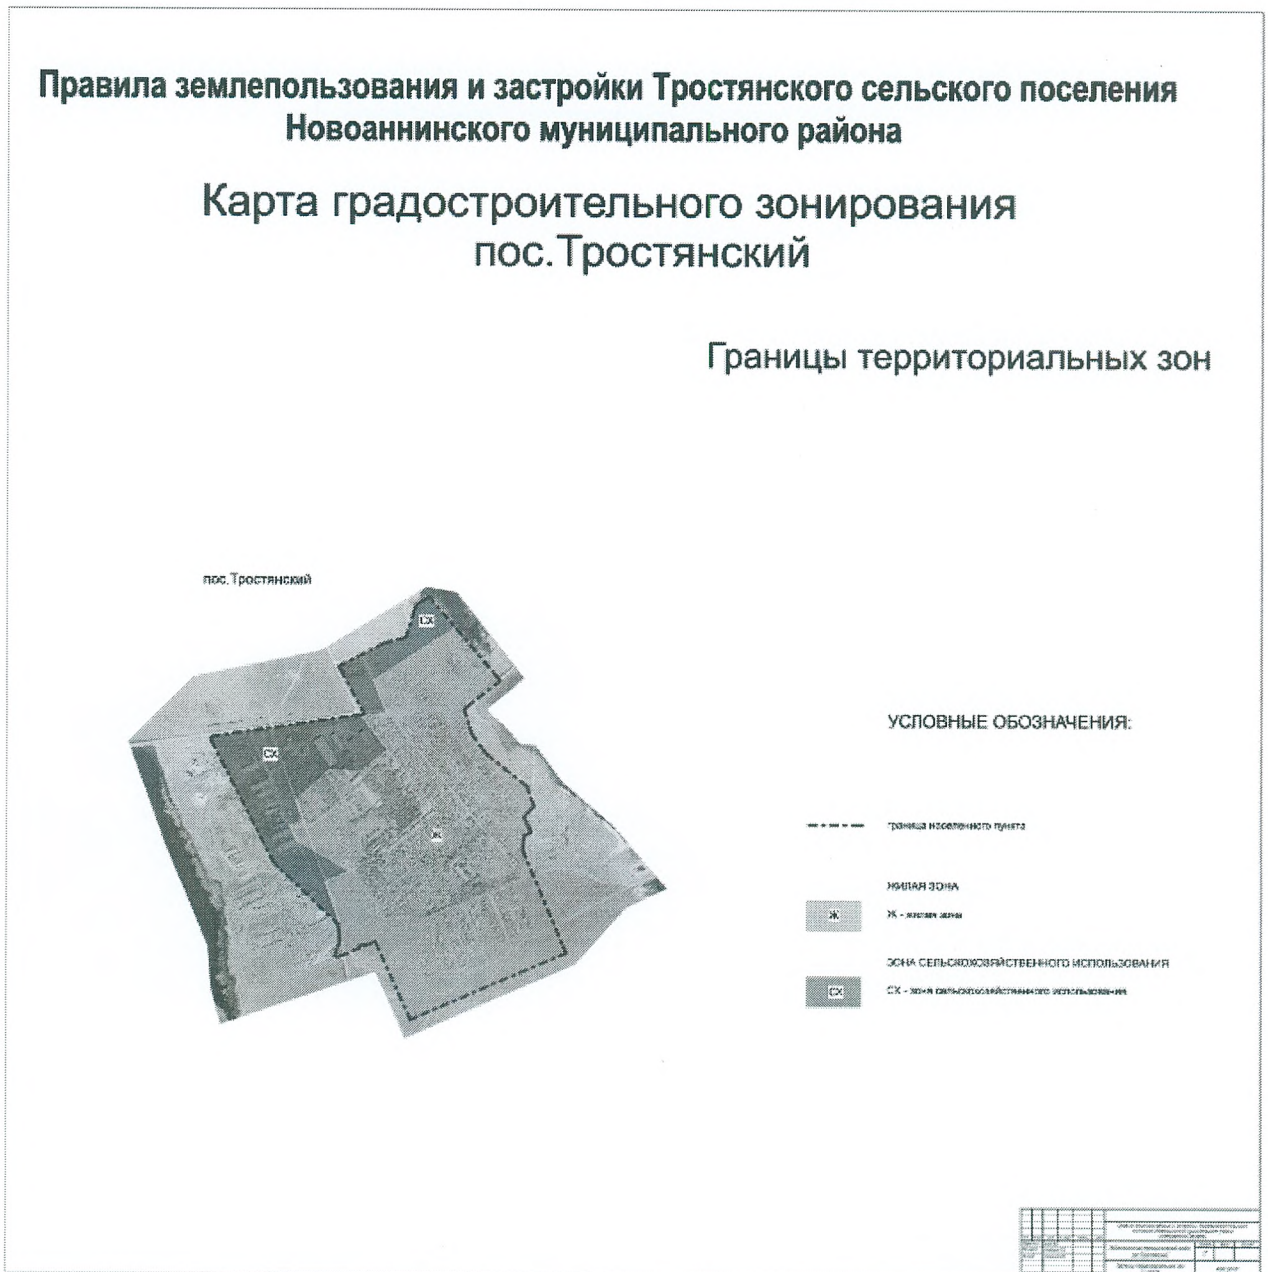 Правила землепользования и застройки Тростянского сельского поселения
Новоаннинского муниципального района
Карта градостроительного зонирования
пос.Тростянский
Границы территориальных зон
пос.Тростянский
СХ
СХ
Ж
УСЛОВНЫЕ ОБОЗНАЧЕНИЯ:
граница населенного пункта
ЖИЛАЯ ЗОНА
Ж
Ж - жилая зона
ЗОНА СЕЛЬСКОХОЗЯЙСТВЕННОГО ИСПОЛЬЗОВАНИЯ
СХ
СХ - зона сельскохозяйственного использования